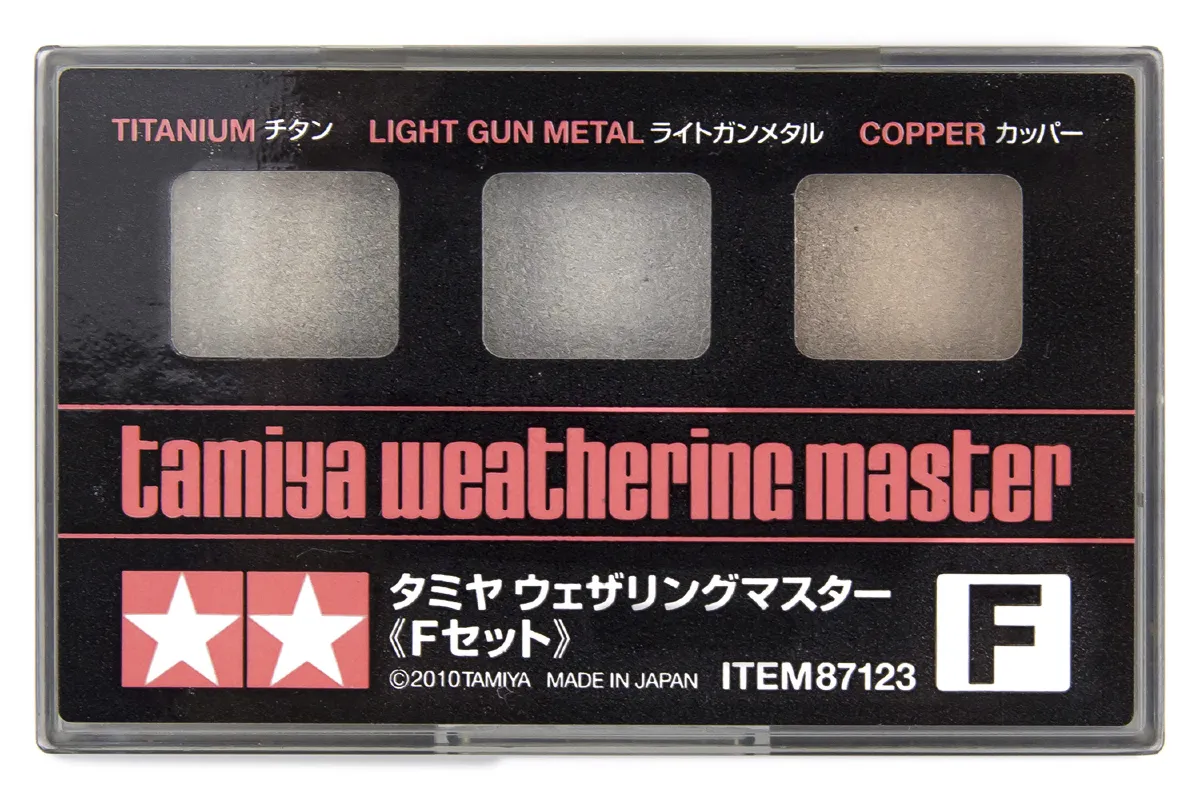 TITANIUM チタン LIGHT GUN METAL ライトガンメタル COPPER カッパー
tamiya weathering master
タミヤ ウェザリングマスター
《Fセット》
©2010TAMIYA MADE IN JAPAN ITEM87123
F